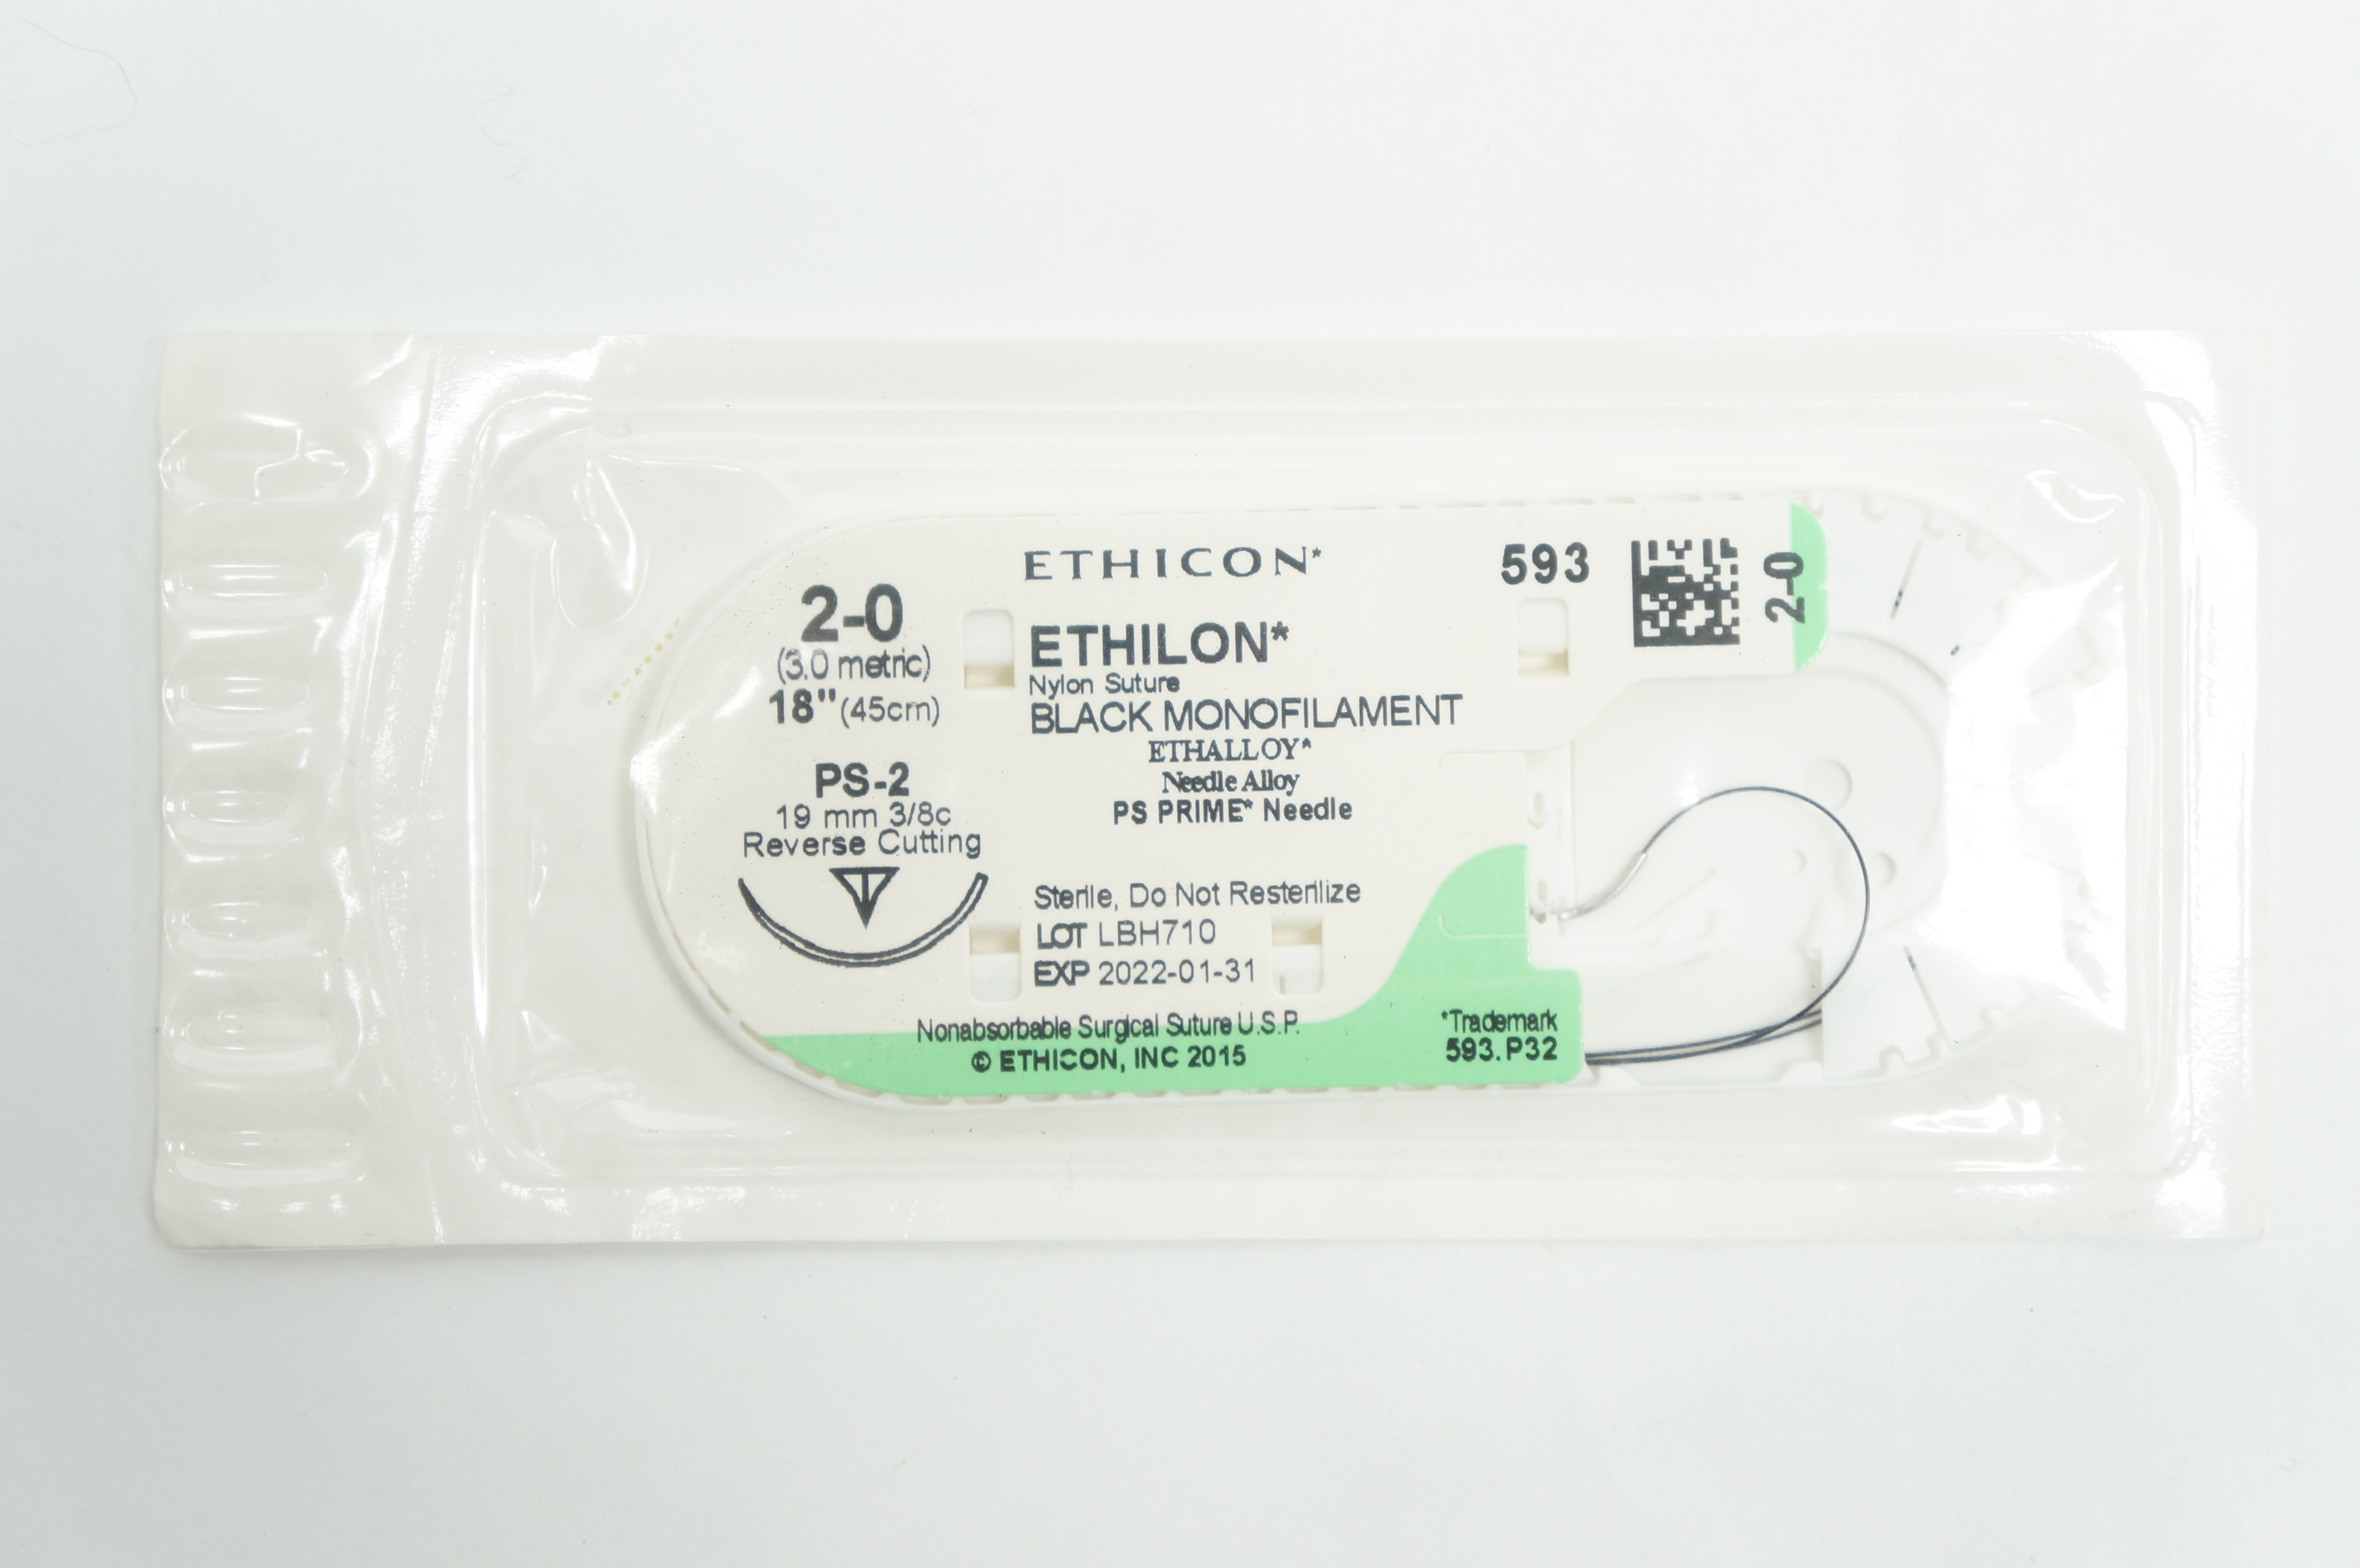 ETHICON*
593
2-0
2-0
(3.0 metric)
18" (45cm)
PS-2
19 mm 3/8c
Reverse Cutting
ETHILON*
Nylon Suture
BLACK MONOFILAMENT
ETHALLOY*
Needle Alloy
PS PRIME* Needle
Sterile, Do Not Resterilize
LOT LBH710
EXP 2022-01-31
Nonabsorbable Surgical Suture U.S.P.
© ETHICON, INC 2015
*Trademark
593.P32